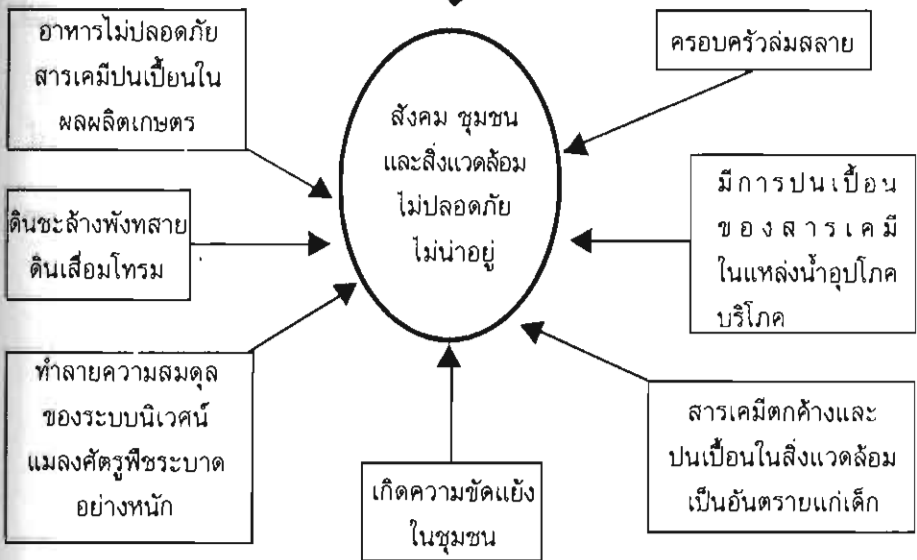 อาหารไม่ปลอดภัย
สารเคมีปนเปื้อนใน
ผลผลิตเกษตร
ครอบครัวล่มสลาย
สังคม ชุมชน
และสิ่งแวดล้อม
ไม่ปลอดภัย
ไม่น่าอยู่
มีการปนเปื้อน
ของสารเคมี
ในแหล่งน้ำอุปโภค
บริโภค
ดินชะล้างพังทสาย
ดินเสื่อมโทรม
ทำลายความสมดุล
ของระบบนิเวศน์
แมลงศัตรูพืชระบาด
อย่างหนัก
เกิดความขัดแย้ง
ในชุมชน
สารเคมีตกค้างและ
ปนเปื้อนในสิ่งแวดล้อม
เป็นอันตรายแก่เด็ก